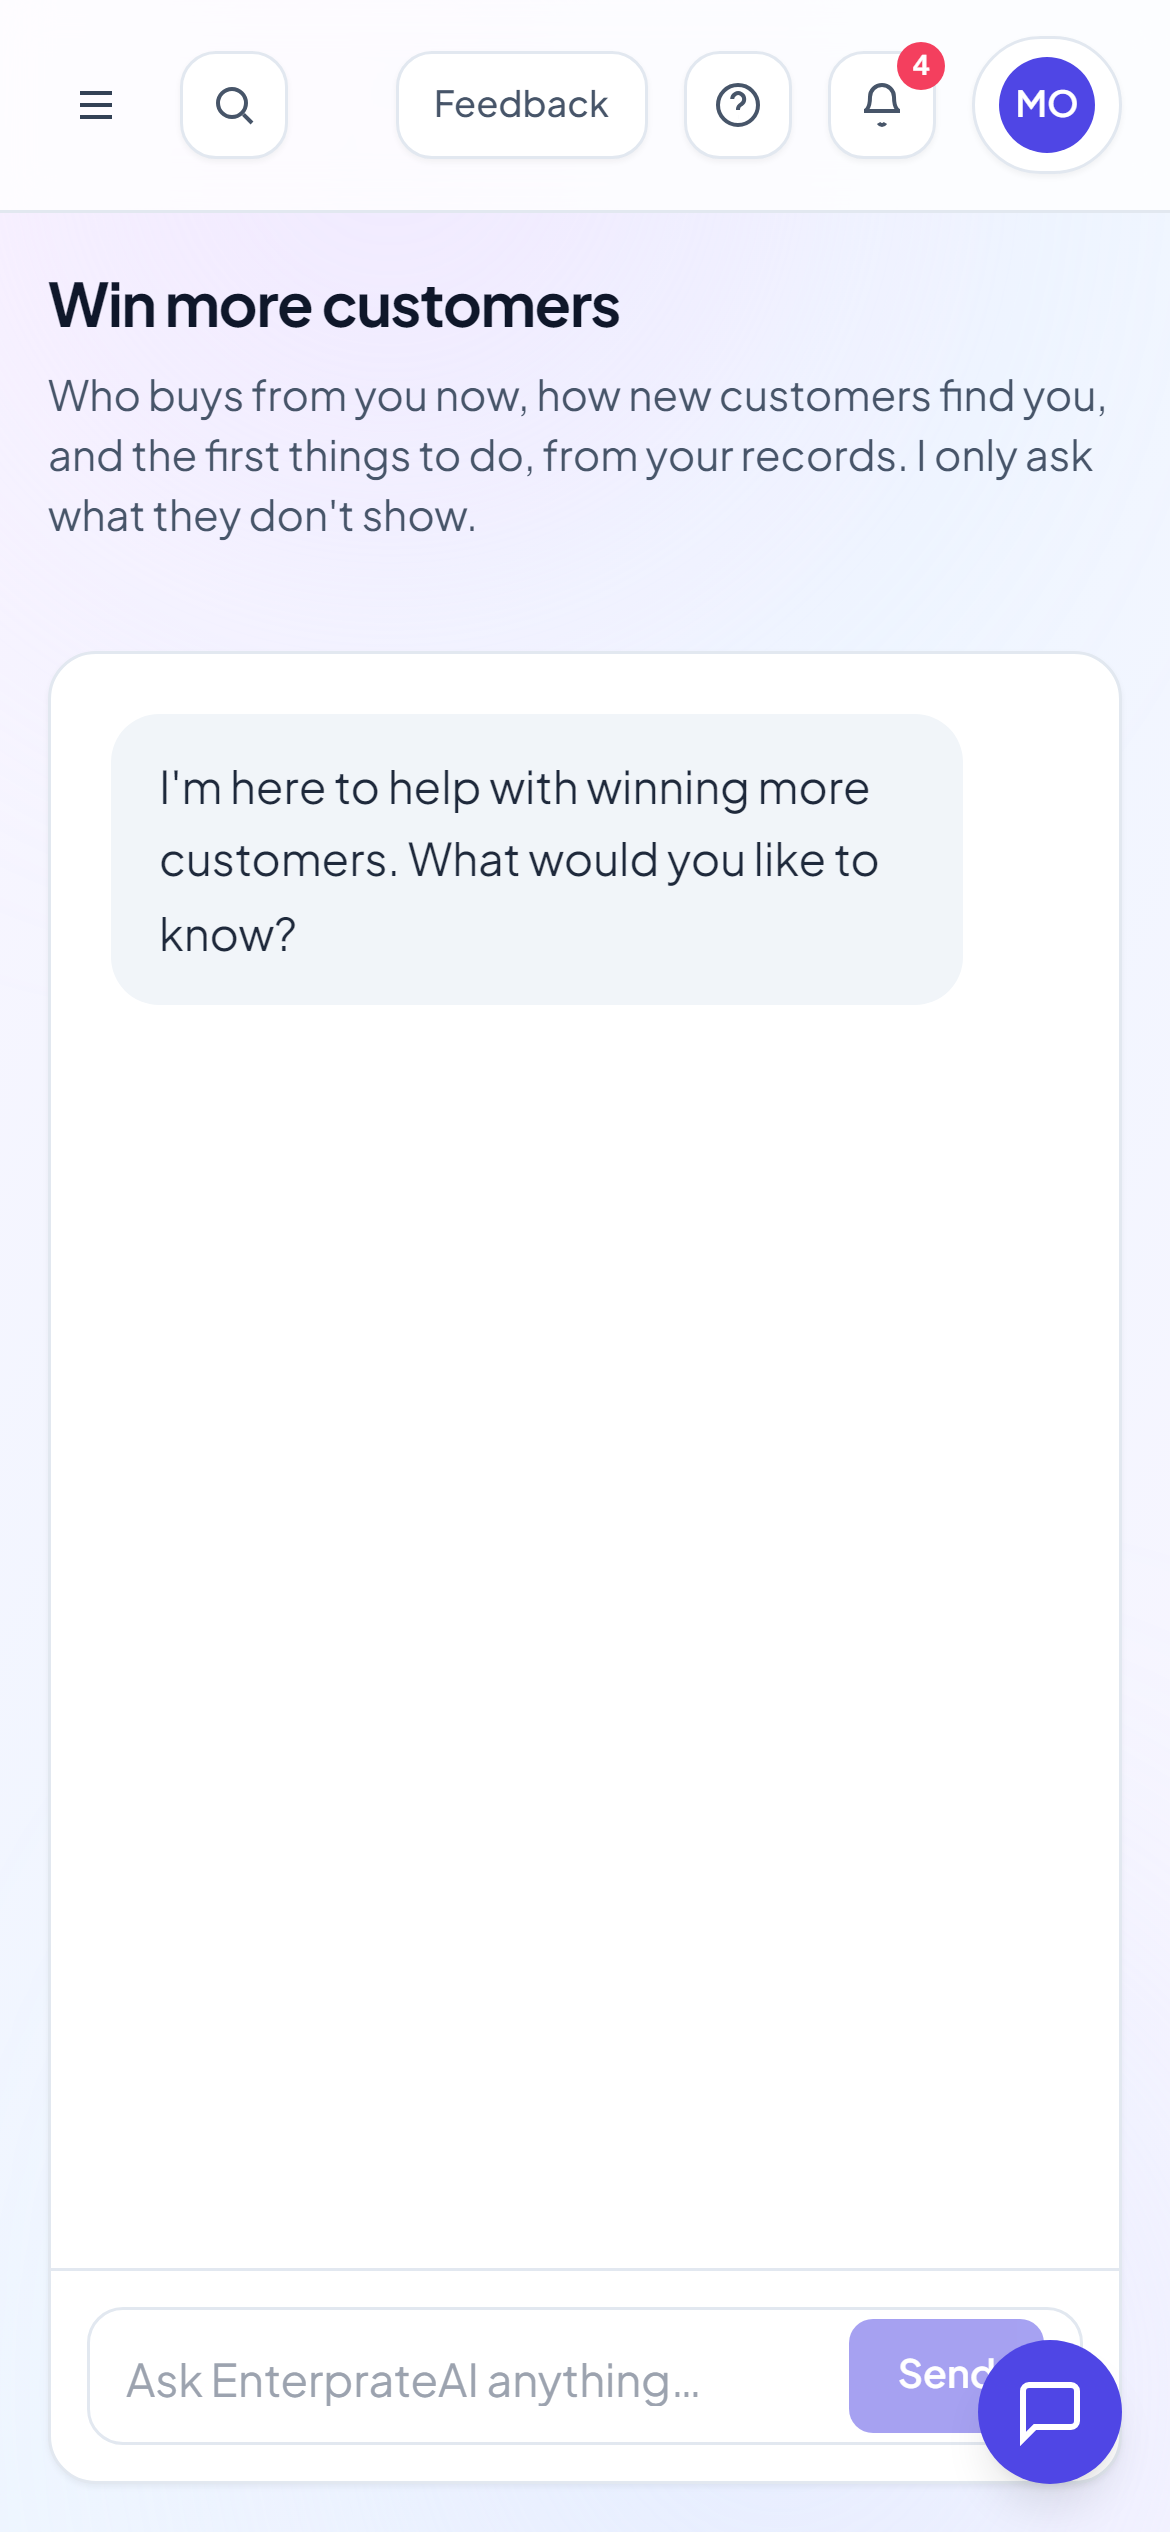 Feedback
4
MO
Win more customers
Who buys from you now, how new customers find you,
and the first things to do, from your records. I only ask
what they don't show.
I'm here to help with winning more
customers. What would you like to
know?
Ask EnterprateAI anything...
Send